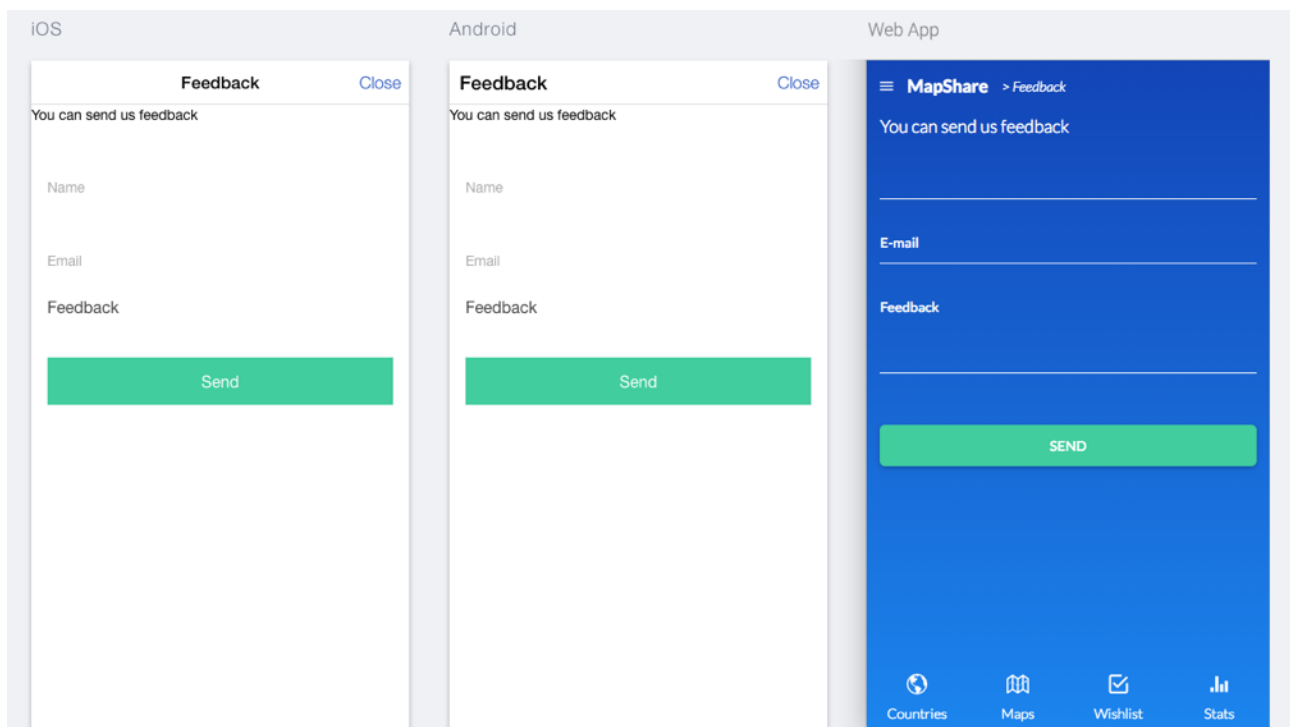 iOS
Feedback Close
You can send us feedback
Name
Email
Feedback
Send
Android
Feedback Close
You can send us feedback
Name
Email
Feedback
Send
Web App
MapShare > Feedback
You can send us feedback
E-mail
Feedback
SEND
Countries Maps Wishlist Stats